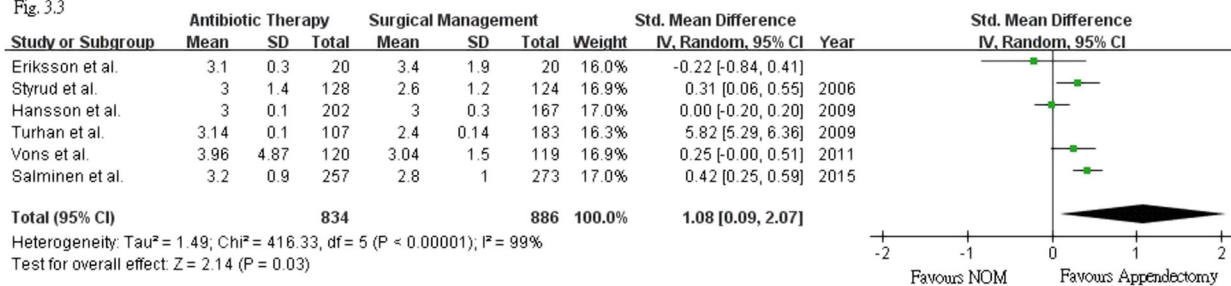 Fig. 3.3
Antibiotic Therapy Surgical Management Std. Mean Difference Std. Mean Difference
Study or Subgroup Mean SD Total Mean SD Total Weight IV, Random, 95% CI Year IV, Random, 95% CI
Eriksson et al. 3.1 0.3 20 3.4 1.9 20 16.0% -0.22 [-0.84, 0.41]
Styrud et al. 3 1.4 128 2.6 1.2 124 16.9% 0.31 [0.06, 0.55] 2006
Hansson et al. 3 0.1 202 3 0.3 167 17.0% 0.00 [-0.20, 0.20] 2009
Turhan et al. 3.14 0.1 107 2.4 0.14 183 16.3% 5.82 [5.29, 6.36] 2009
Vons et al. 3.96 4.87 120 3.04 1.5 119 16.9% 0.25 [-0.00, 0.51] 2011
Salminen et al. 3.2 0.9 257 2.8 1 273 17.0% 0.42 [0.25, 0.59] 2015
Total (95% CI) 834 886 100.0% 1.08 [0.09, 2.07]
Heterogeneity: Tau² = 1.49; Chi² = 416.33, df = 5 (P < 0.00001); I² = 99%
Test for overall effect: Z = 2.14 (P = 0.03)
-2 -1 0 1 2
Favours NOM Favours Appendectomy